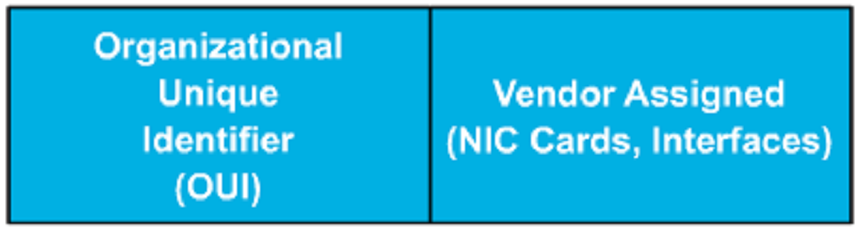 Organizational
Unique
Identifier
(OUI)
Vendor Assigned
(NIC Cards, Interfaces)